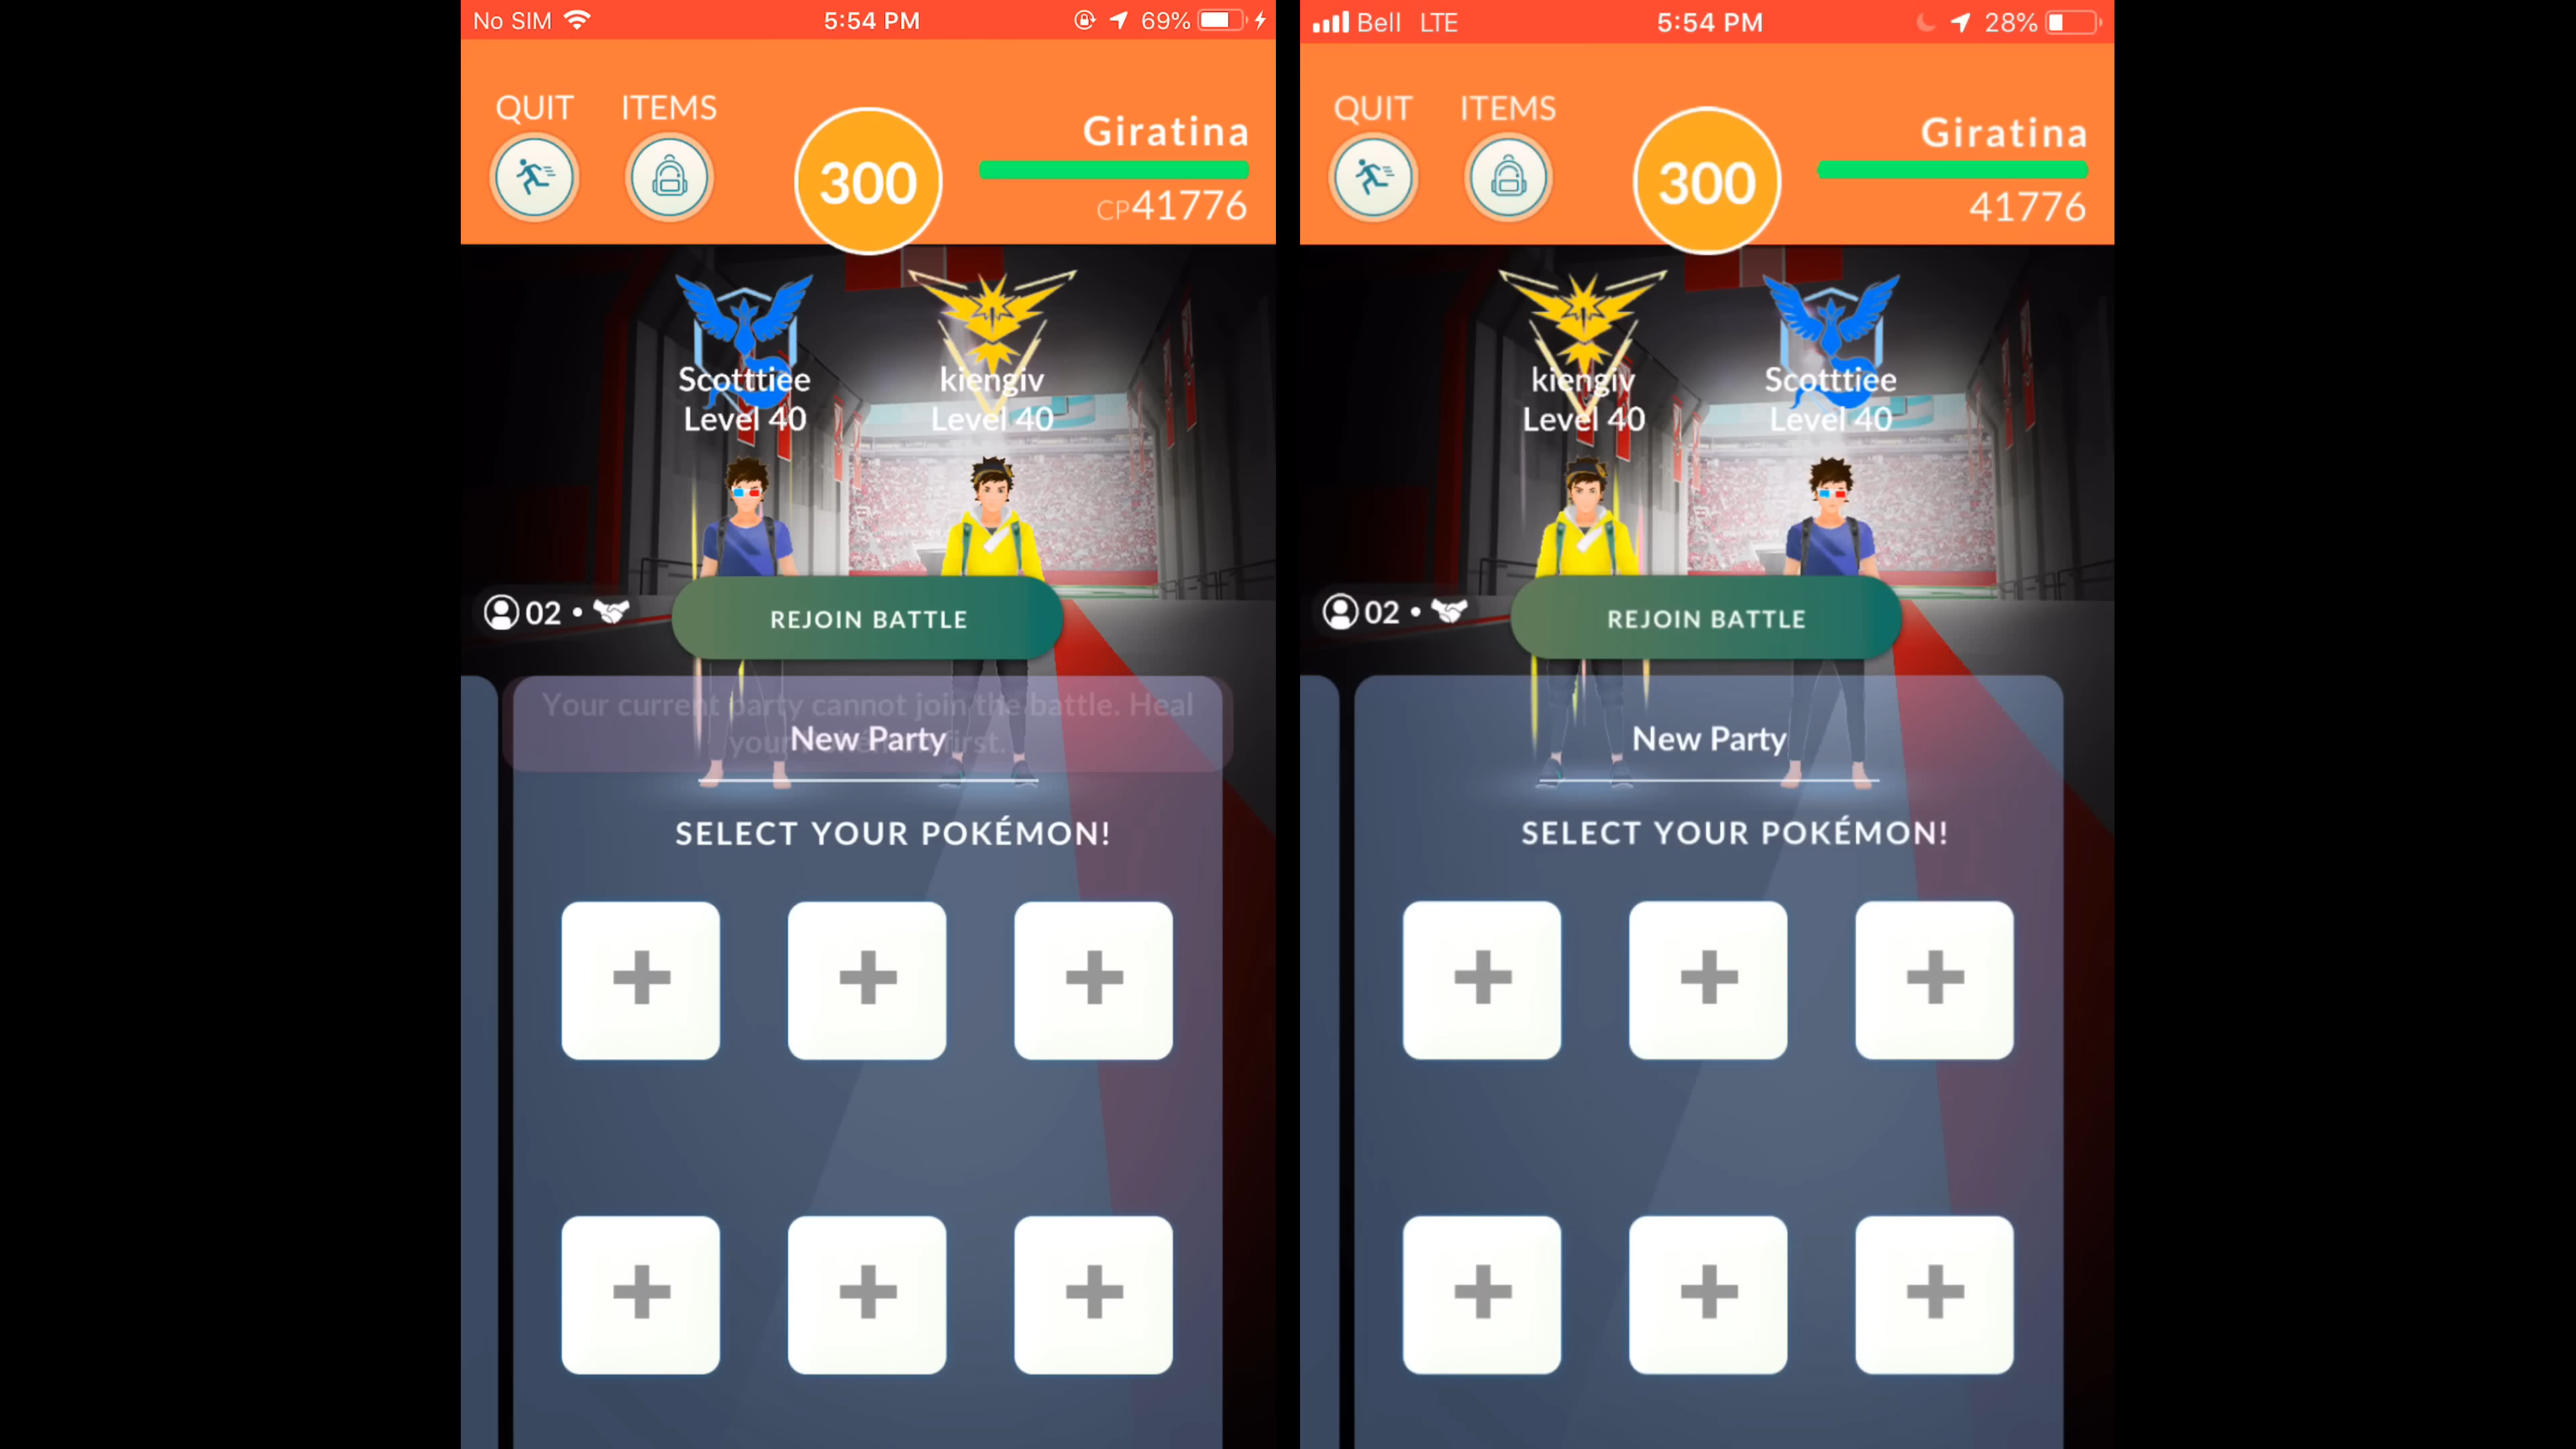 No SIM 5:54 PM 69%
QUIT ITEMS
300
Giratina
CP41776
Scotttiee
Level 40
kiengiv
Level 40
02 •
REJOIN BATTLE
Your current party cannot join the battle. Heal
your first.
New Party
SELECT YOUR POKÉMON!
Bell LTE 5:54 PM 28%
QUIT ITEMS
300
Giratina
41776
kiengiv
Level 40
Scotttiee
Level 40
02 •
REJOIN BATTLE
New Party
SELECT YOUR POKÉMON!